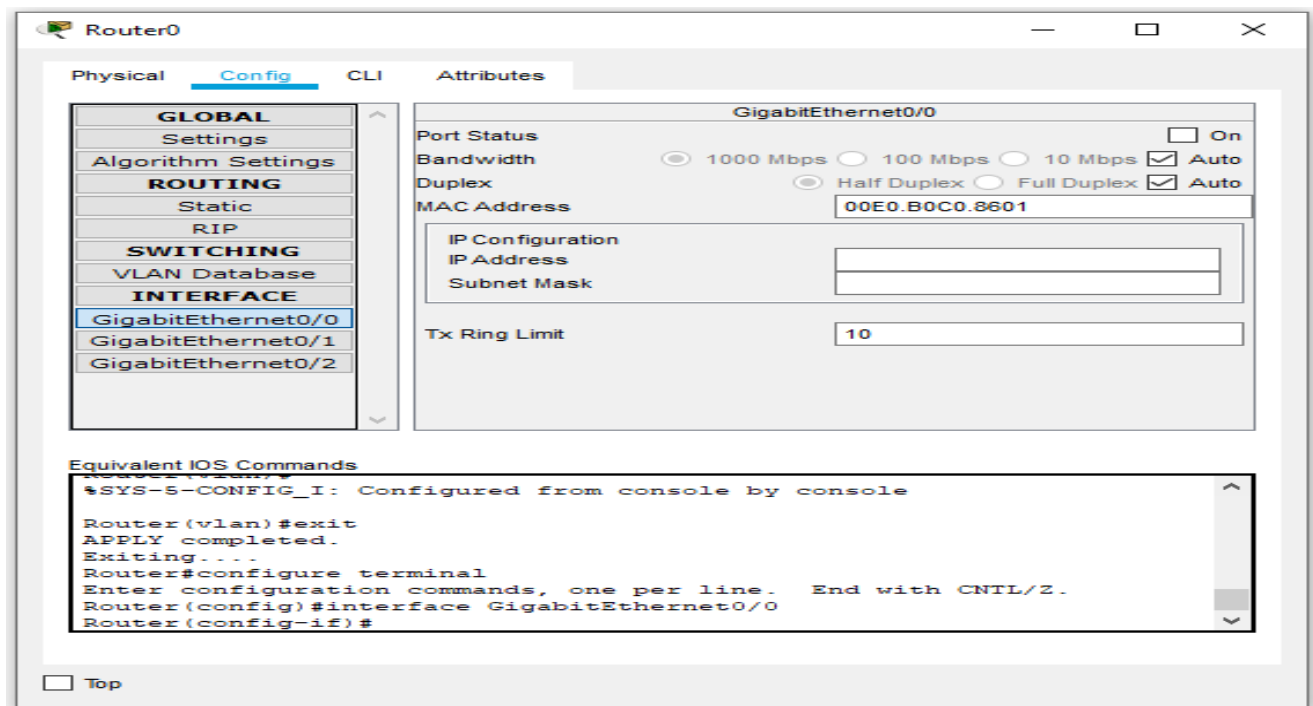 Router0
Physical Config CLI Attributes
GLOBAL
Settings
Algorithm Settings
ROUTING
Static
RIP
SWITCHING
VLAN Database
INTERFACE
GigabitEthernet0/0
GigabitEthernet0/1
GigabitEthernet0/2
GigabitEthernet0/0
Port Status On
Bandwidth 1000 Mbps 100 Mbps 10 Mbps Auto
Duplex Half Duplex Full Duplex Auto
MAC Address 00E0.B0C0.8601
IP Configuration
IP Address
Subnet Mask
Tx Ring Limit 10
Equivalent IOS Commands
Router(vlan)#
%SYS-5-CONFIG_I: Configured from console by console
Router(vlan)#exit
APPLY completed.
Exiting....
Router#configure terminal
Enter configuration commands, one per line. End with CNTL/Z.
Router(config)#interface GigabitEthernet0/0
Router(config-if)#
Top